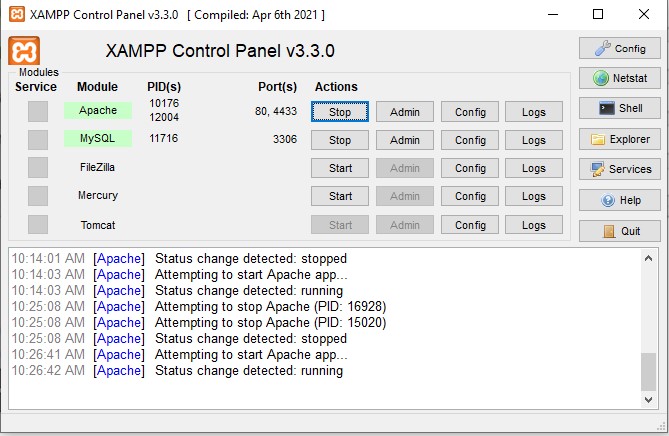 XAMPP Control Panel v3.3.0 [ Compiled: Apr 6th 2021 ]
XAMPP Control Panel v3.3.0
Config
Modules
Service Module PID(s) Port(s) Actions
Netstat
Apache 10176 12004 80, 4433 Stop Admin Config Logs
Shell
MySQL 11716 3306 Stop Admin Config Logs
Explorer
FileZilla Start Admin Config Logs
Services
Mercury Start Admin Config Logs
Help
Tomcat Start Admin Config Logs
Quit
10:14:01 AM [Apache] Status change detected: stopped
10:14:03 AM [Apache] Attempting to start Apache app...
10:14:03 AM [Apache] Status change detected: running
10:25:08 AM [Apache] Attempting to stop Apache (PID: 16928)
10:25:08 AM [Apache] Attempting to stop Apache (PID: 15020)
10:25:08 AM [Apache] Status change detected: stopped
10:26:41 AM [Apache] Attempting to start Apache app...
10:26:42 AM [Apache] Status change detected: running